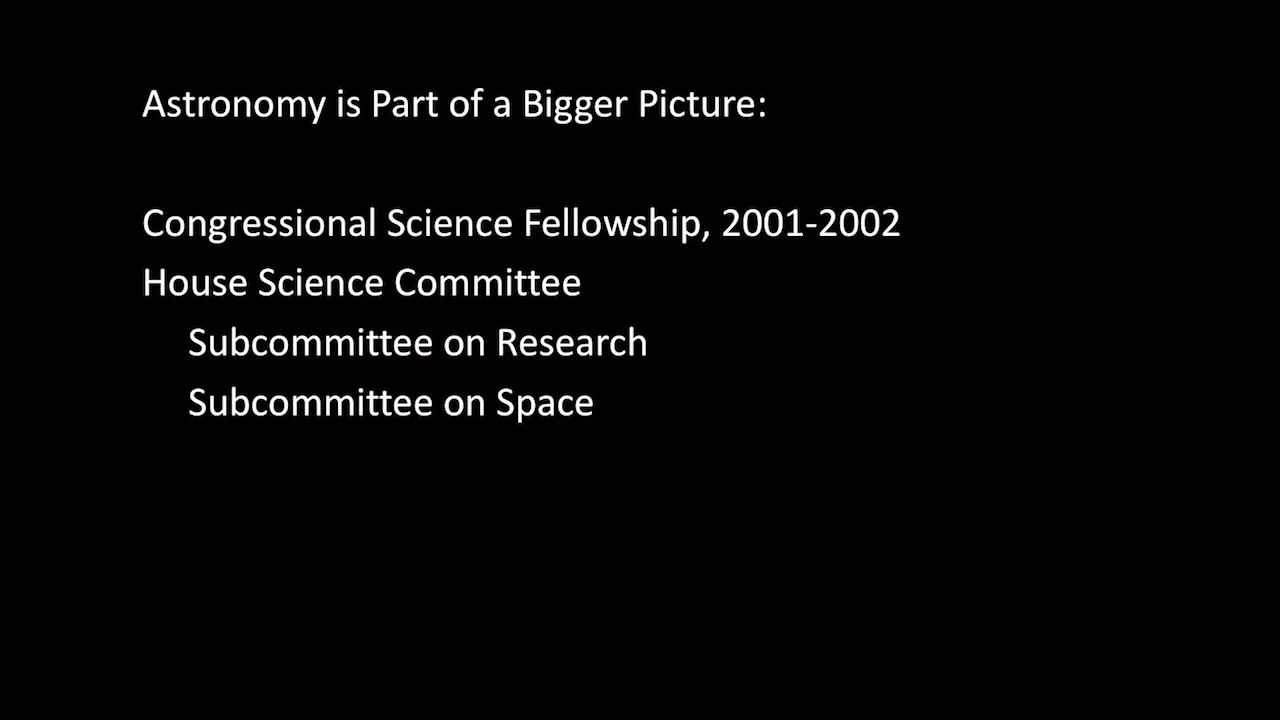 Astronomy is Part of a Bigger Picture:
Congressional Science Fellowship, 2001-2002
House Science Committee
Subcommittee on Research
Subcommittee on Space